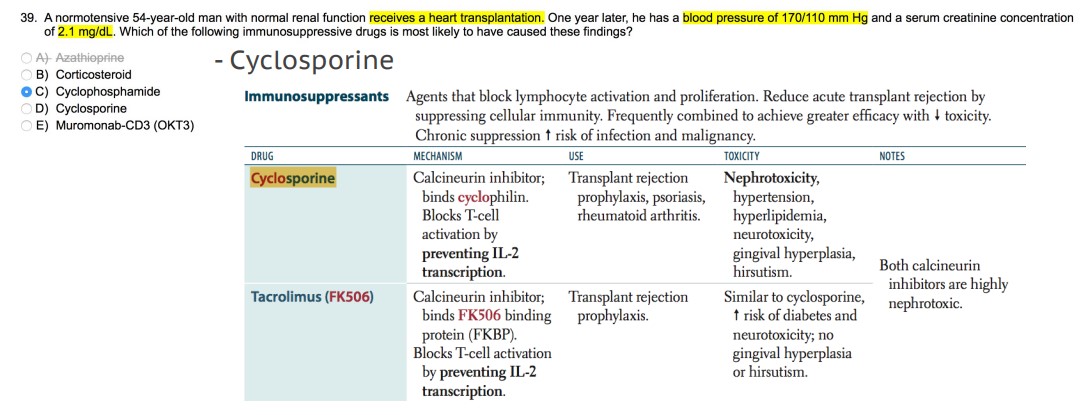 39. A normotensive 54-year-old man with normal renal function receives a heart transplantation. One year later, he has a blood pressure of 170/110 mm Hg and a serum creatinine concentration
of 2.1 mg/dL. Which of the following immunosuppressive drugs is most likely to have caused these findings?
A) Azathioprine
B) Corticosteroid
C) Cyclophosphamide
D) Cyclosporine
E) Muromonab-CD3 (OKT3)
- Cyclosporine
Immunosuppressants Agents that block lymphocyte activation and proliferation. Reduce acute transplant rejection by
suppressing cellular immunity. Frequently combined to achieve greater efficacy with ↓ toxicity.
Chronic suppression ↑ risk of infection and malignancy.
DRUG MECHANISM USE TOXICITY NOTES
Cyclosporine Calcineurin inhibitor; Transplant rejection Nephrotoxicity,
binds cyclophilin. prophylaxis, psoriasis, hypertension,
Blocks T-cell rheumatoid arthritis. hyperlipidemia,
activation by neurotoxicity,
preventing IL-2 gingival hyperplasia,
transcription. hirsutism.
Both calcineurin
inhibitors are highly
nephrotoxic.
Tacrolimus (FK506) Calcineurin inhibitor; Transplant rejection Similar to cyclosporine,
binds FK506 binding prophylaxis. ↑ risk of diabetes and
protein (FKBP). neurotoxicity; no
Blocks T-cell activation gingival hyperplasia
by preventing IL-2 or hirsutism.
transcription.